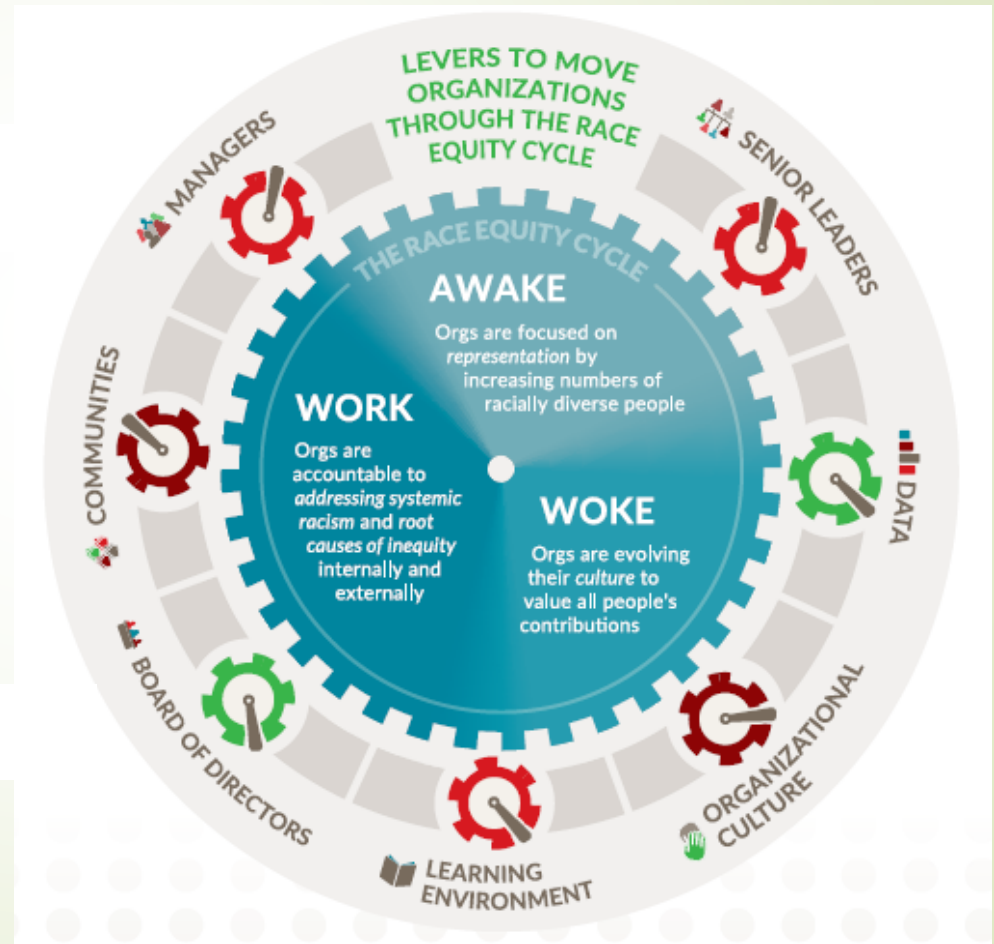 LEVERS TO MOVE
ORGANIZATIONS
THROUGH THE RACE
EQUITY CYCLE
SENIOR LEADERS
DATA
ORGANIZATIONAL
CULTURE
LEARNING
ENVIRONMENT
BOARD OF DIRECTORS
COMMUNITIES
MANAGERS
THE RACE EQUITY CYCLE
AWAKE
Orgs are focused on
representation by
increasing numbers of
racially diverse people
WOKE
Orgs are evolving
their culture to
value all people's
contributions
WORK
Orgs are
accountable to
addressing systemic
racism and root
causes of inequity
internally and
externally